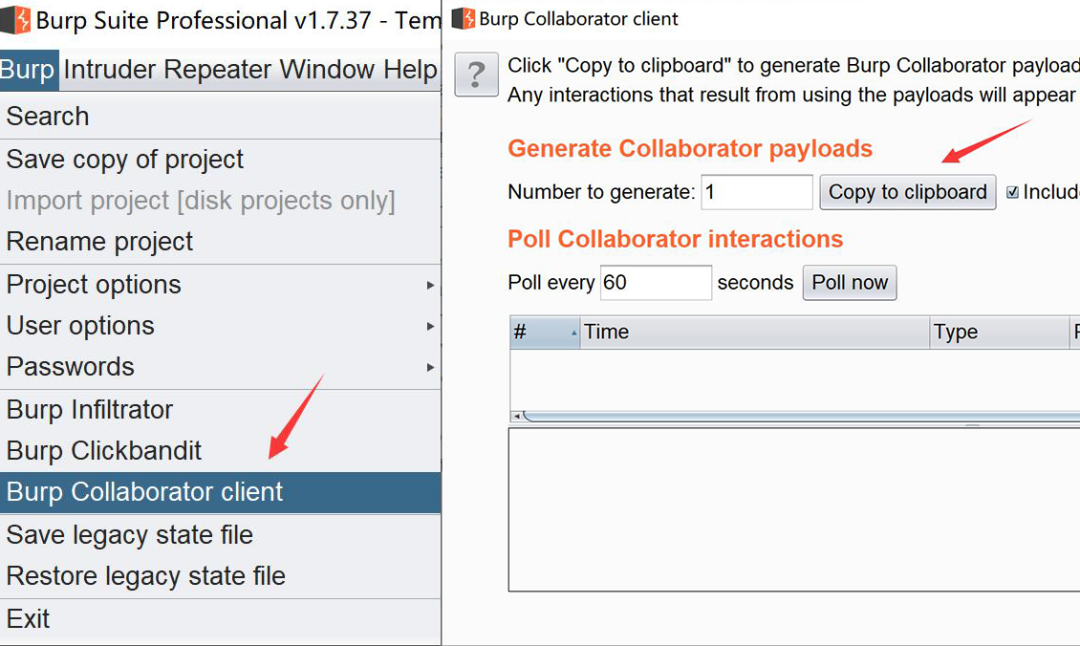 Burp Suite Professional v1.7.37 - Tem
Burp Intruder Repeater Window Help
Search
Save copy of project
Import project [disk projects only]
Rename project
Project options
User options
Passwords
Burp Infiltrator
Burp Clickbandit
Burp Collaborator client
Save legacy state file
Restore legacy state file
Exit
Burp Collaborator client
?
Click "Copy to clipboard" to generate Burp Collaborator payload
Any interactions that result from using the payloads will appear
Generate Collaborator payloads
Number to generate: 1 Copy to clipboard Includ
Poll Collaborator interactions
Poll every 60 seconds Poll now
# Time Type